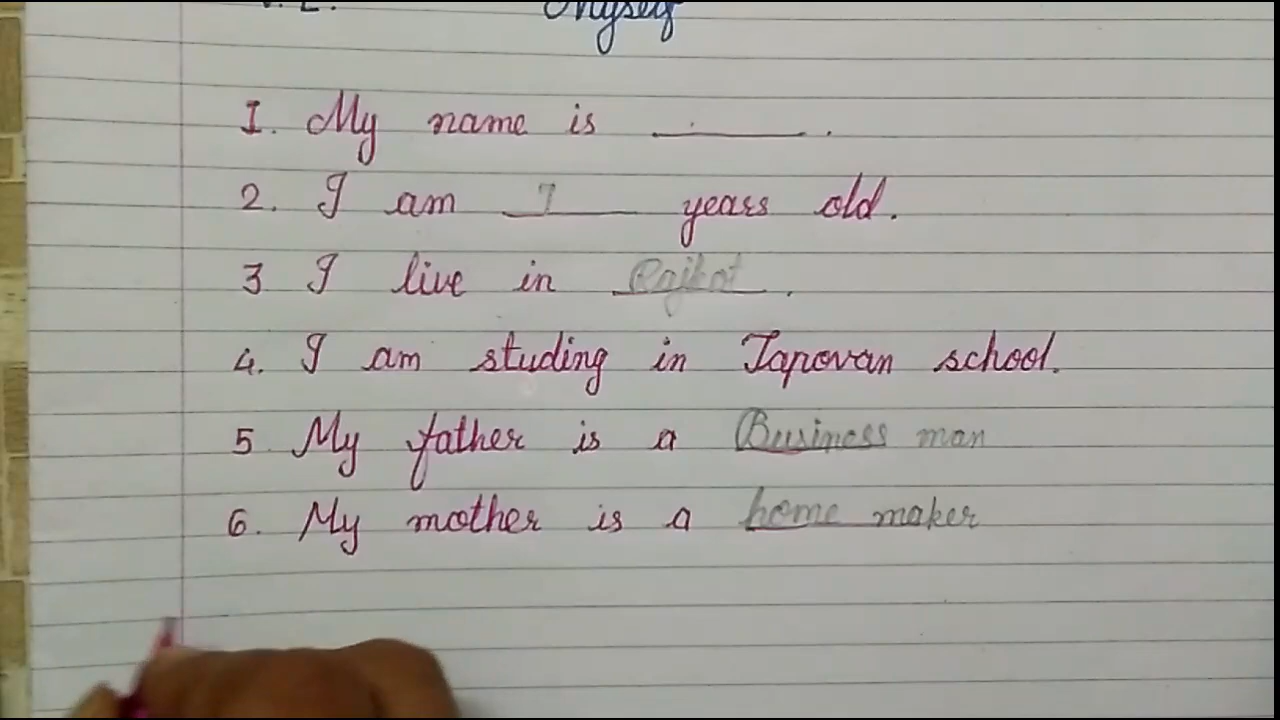 Myself
1. My name is ______.
2. I am 7 years old.
3 I live in Rajkot.
4. I am studing in Tapovan school.
5 My father is a Business man
6. My mother is a home maker